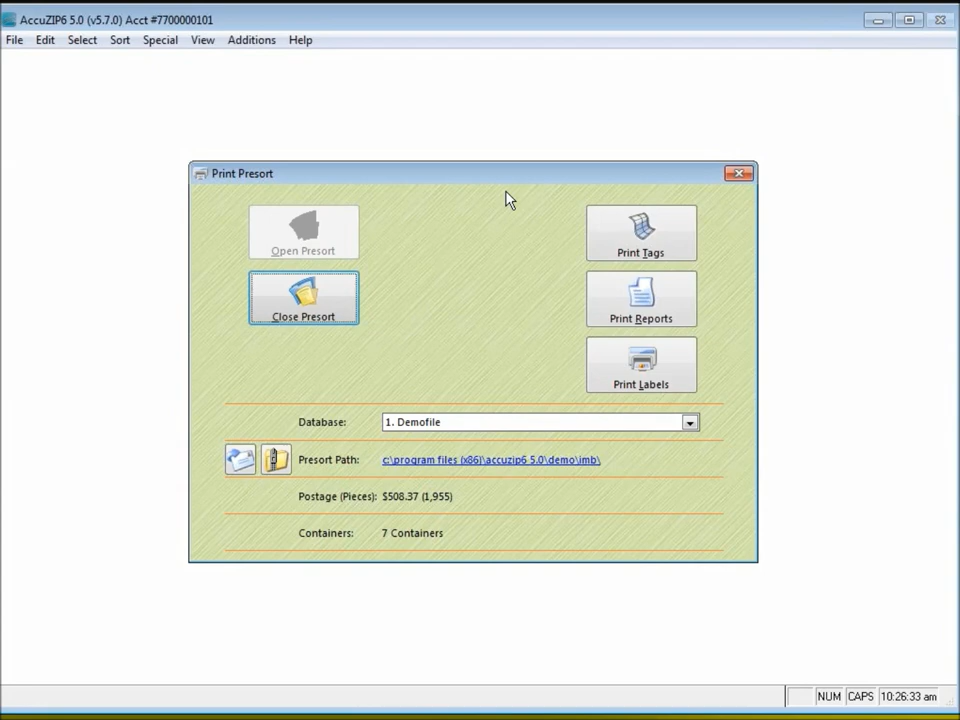 AccuZIP6 5.0 (v5.7.0) Acct #7700000101
File Edit Select Sort Special View Additions Help
Print Presort
Open Presort
Print Tags
Close Presort
Print Reports
Print Labels
Database: 1. Demofile
Presort Path: c:\program files (x86)\accuzip6 5.0\demo\imb\
Postage (Pieces): $508.37 (1,955)
Containers: 7 Containers
NUM CAPS 10:26:33 am